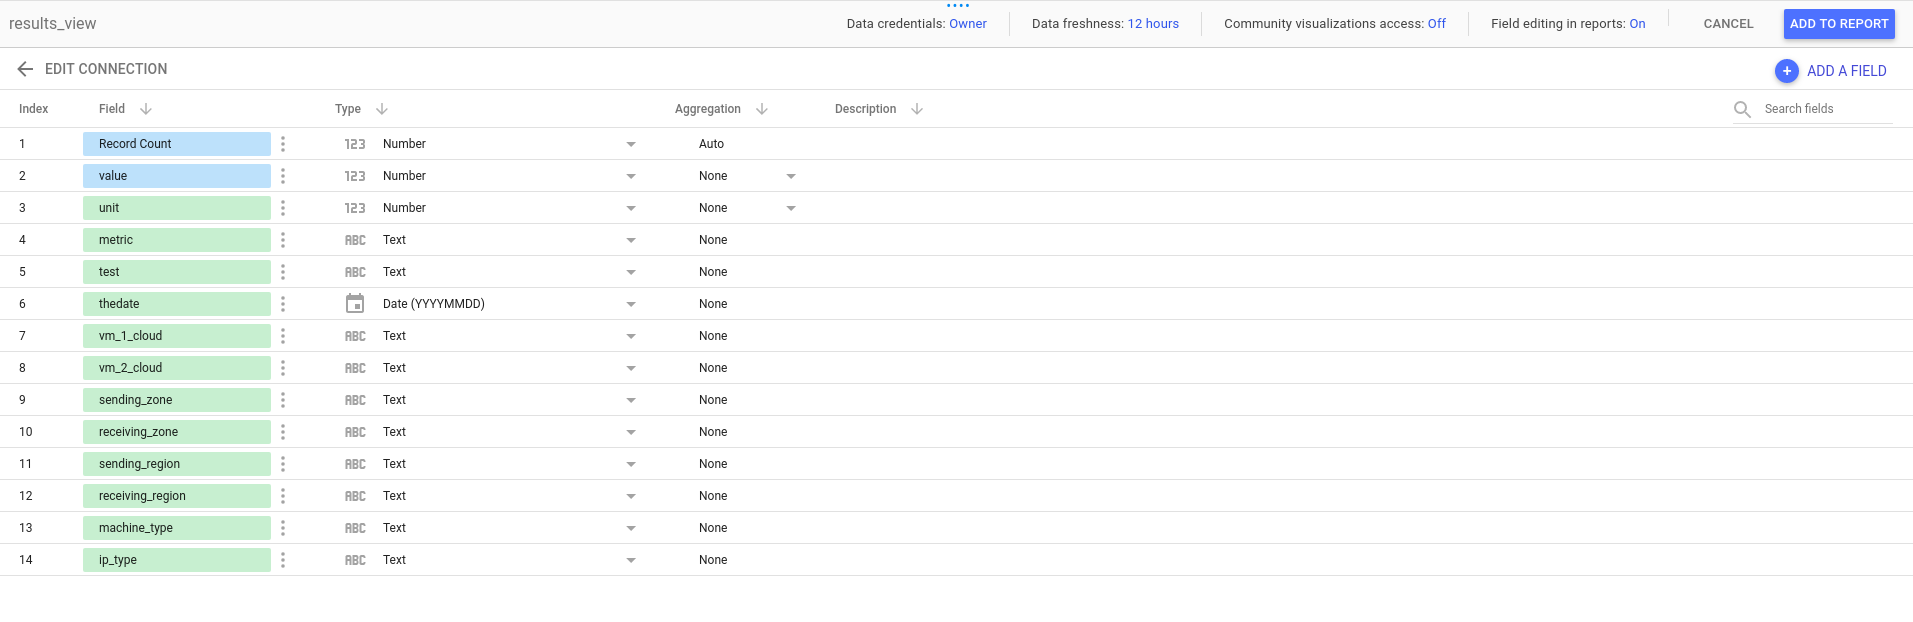 results_view Data credentials: Owner Data freshness: 12 hours Community visualizations access: Off Field editing in reports: On CANCEL ADD TO REPORT
EDIT CONNECTION + ADD A FIELD
Index Field Type Aggregation Description Search fields
1 Record Count 123 Number Auto
2 value 123 Number None
3 unit 123 Number None
4 metric ABC Text None
5 test ABC Text None
6 thedate Date (YYYYMMDD) None
7 vm_1_cloud ABC Text None
8 vm_2_cloud ABC Text None
9 sending_zone ABC Text None
10 receiving_zone ABC Text None
11 sending_region ABC Text None
12 receiving_region ABC Text None
13 machine_type ABC Text None
14 ip_type ABC Text None